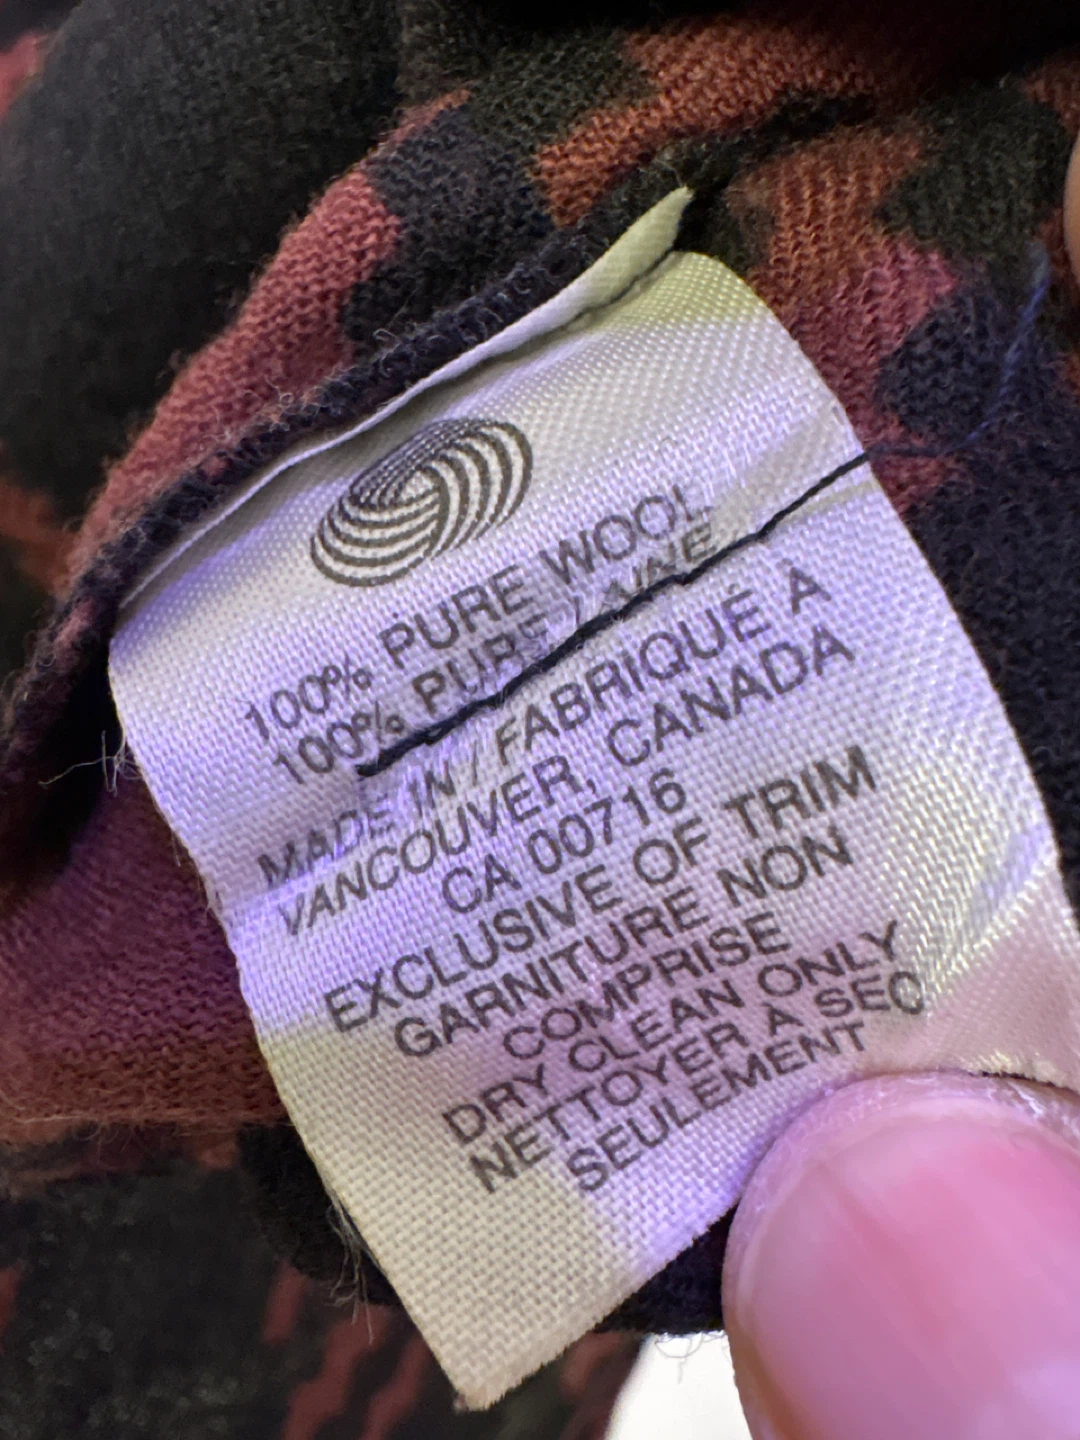 100% PURE WOOL
100% PURE LAINE
MADE IN / FABRIQUÉ À
VANCOUVER, CANADA
CA 00716
EXCLUSIVE OF TRIM
GARNITURE NON
COMPRISE
DRY CLEAN ONLY
NETTOYER A SEC
SEULEMENT